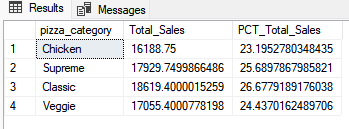 Results Messages
pizza_category Total_Sales PCT_Total_Sales
1 Chicken 16188.75 23.1952780348435
2 Supreme 17929.7499866486 25.6897867985821
3 Classic 18619.4000015259 26.6779189176038
4 Veggie 17055.4000778198 24.4370162489706